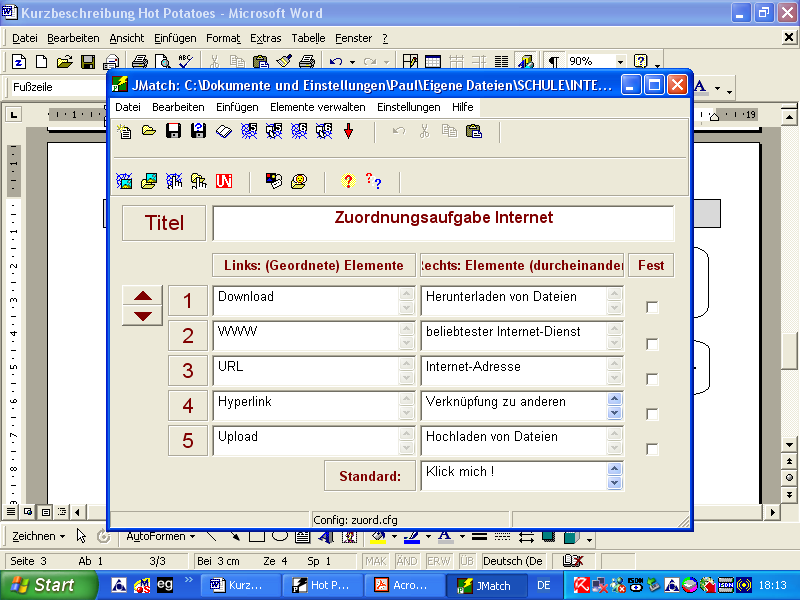 Kurzbeschreibung Hot Potatoes - Microsoft Word
Datei Bearbeiten Ansicht Einfügen Format Extras Tabelle Fenster ?
90%
Fußzeile
JMatch: C:\Dokumente und Einstellungen\Paul\Eigene Dateien\SCHULE\INTE...
Datei Bearbeiten Einfügen Elemente verwalten Einstellungen Hilfe
Titel
Zuordnungsaufgabe Internet
Links: (Geordnete) Elemente
Rechts: Elemente (durcheinander
Fest
1 Download Herunterladen von Dateien
2 WWW beliebtester Internet-Dienst
3 URL Internet-Adresse
4 Hyperlink Verknüpfung zu anderen
5 Upload Hochladen von Dateien
Standard: Klick mich !
Config: zuord.cfg
Zeichnen AutoFormen
Seite 3 Ab 1 3/3 Bei 3 cm Ze 4 Sp 1 MAK ÄND ERW ÜB Deutsch (De
Start Kurz... Hot P... Acro... JMatch DE 18:13